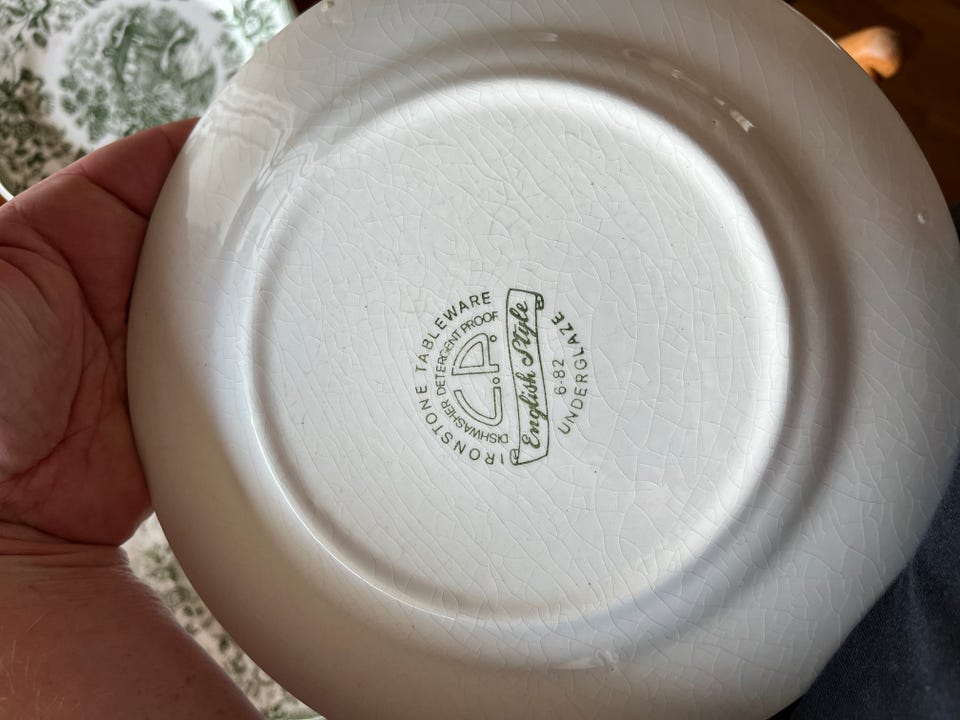 IRONSTONE TABLEWARE
DISHWASHER DETERGENT PROOF
C.P.
English Style
6-82
UNDERGLAZE